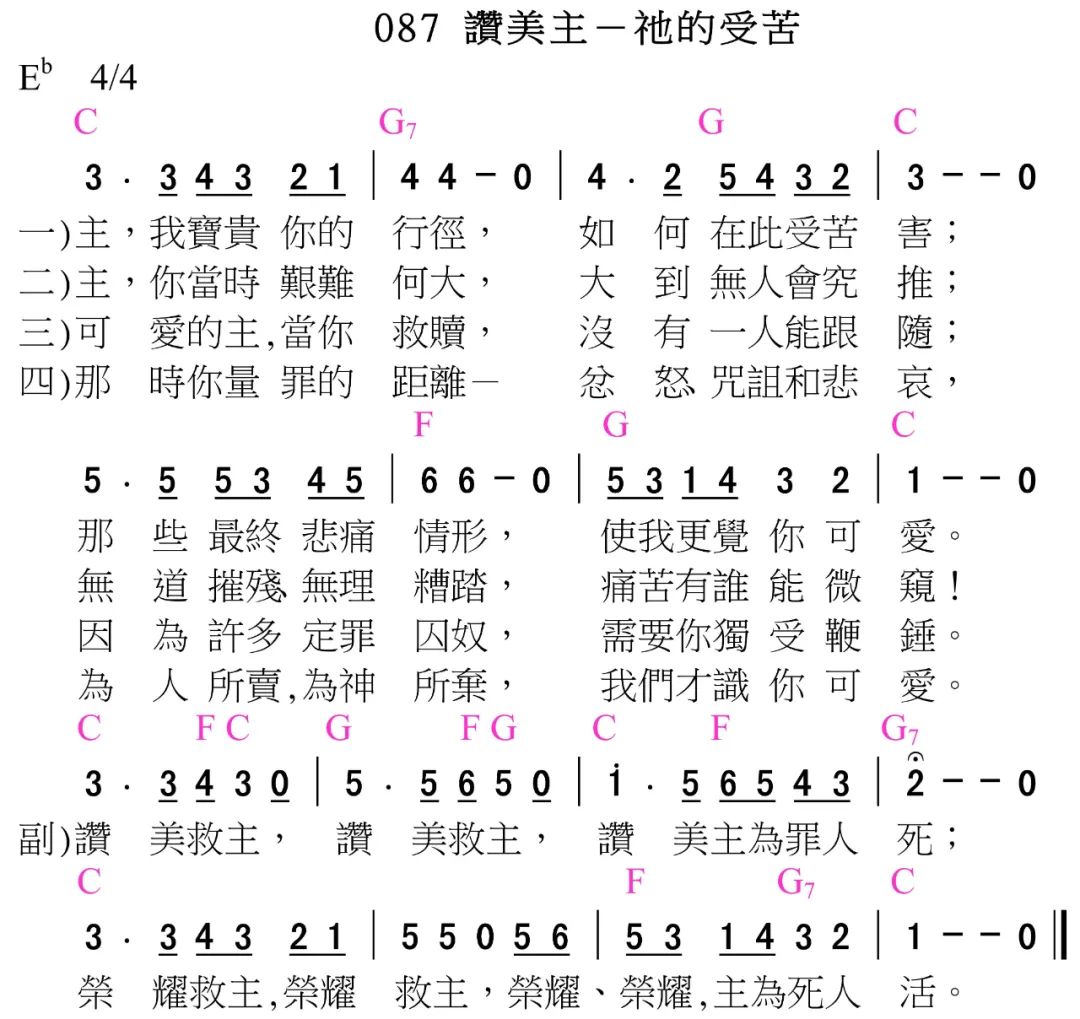 087 讚美主－祂的受苦
E♭ 4/4
C G7 G C
3 · 3 4 3 2 1 | 4 4 － 0 | 4 · 2 5 4 3 2 | 3 － － 0
一)主，我寶貴 你的 行徑， 如 何 在此受苦 害；
二)主，你當時 艱難 何大， 大 到 無人會究 推；
三)可 愛的主,當你 救贖， 沒 有 一人能跟 隨；
四)那 時你量 罪的 距離－ 忿 怒、咒詛和悲 哀，
F G C
5 · 5 5 3 4 5 | 6 6 － 0 | 5 3 1 4 3 2 | 1 － － 0
那 些 最終 悲痛 情形， 使我更覺 你 可 愛。
無 道 摧殘、無理 糟踏， 痛苦有誰 能 微 窺！
因 為 許多 定罪 囚奴， 需要你獨 受 鞭 錘。
為 人 所賣,為神 所棄， 我們才識 你 可 愛。
C F C G F G C F G7
3 · 3 4 3 0 | 5 · 5 6 5 0 | i · 5 6 5 4 3 | 2 － － 0
副)讚 美救主， 讚 美救主， 讚 美主為罪人 死；
C F G7 C
3 · 3 4 3 2 1 | 5 5 0 5 6 | 5 3 1 4 3 2 | 1 － － 0
榮 耀救主,榮耀 救主，榮耀、榮耀,主為死人 活。